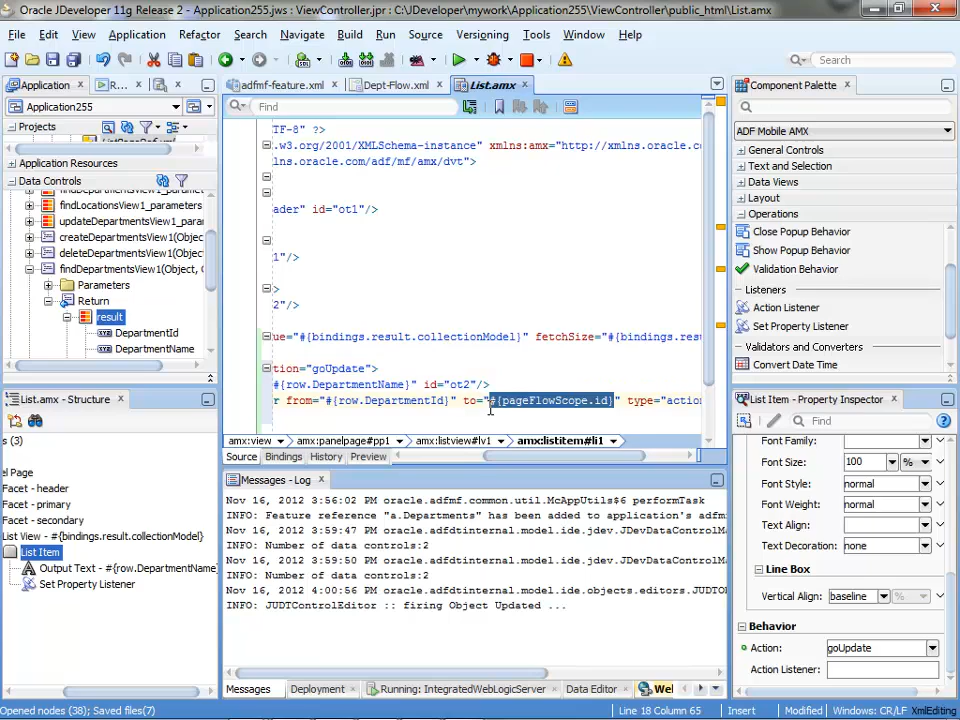 Oracle JDeveloper 11g Release 2 - Application255.jws : ViewController.jpr : C:\JDeveloper\mywork\Application255\ViewController\public_html\List.amx
File Edit View Application Refactor Search Navigate Build Run Source Versioning Tools Window Help
Search
Application R...
Application255
Projects
Application Resources
Data Controls
findLocationsView1_parameters
updateDepartmentsView1_para
createDepartmentsView1(Objec
deleteDepartmentsView1(Objec
findDepartmentsView1(Object, (
Parameters
Return
result
DepartmentId
DepartmentName
adfmf-feature.xml Dept-Flow.xml List.amx
Find
TF-8" ?>
.w3.org/2001/XMLSchema-instance" xmlns:amx="http://xmlns.oracle.co
lns.oracle.com/adf/mf/amx/dvt">
ader" id="ot1"/>
1"/>
>
2"/>
ue="#{bindings.result.collectionModel}" fetchSize="#{bindings.resu
tion="goUpdate">
#{row.DepartmentName}" id="ot2"/>
r from="#{row.DepartmentId}" to="#{pageFlowScope.id}" type="action
amx:view amx:panelpage#pp1 amx:listview#lv1 amx:listitem#li1
Source Bindings History Preview
Component Palette
ADF Mobile AMX
General Controls
Text and Selection
Data Views
Layout
Operations
Close Popup Behavior
Show Popup Behavior
Validation Behavior
Listeners
Action Listener
Set Property Listener
Validators and Converters
Convert Date Time
List.amx - Structure
s (3)
el Page
Facet - header
Facet - primary
Facet - secondary
List View - #{bindings.result.collectionModel}
List Item
Output Text - #{row.DepartmentName}
Set Property Listener
Messages - Log
Nov 16, 2012 3:56:02 PM oracle.adfmf.common.util.McAppUtils$6 performTask
INFO: Feature reference "a.Departments" has been added to application's adfm
Nov 16, 2012 3:59:47 PM oracle.adfdtinternal.model.ide.jdev.JDevDataControlMa
INFO: Number of data controls:2
Nov 16, 2012 3:59:50 PM oracle.adfdtinternal.model.ide.jdev.JDevDataControlMa
INFO: Number of data controls:2
Nov 16, 2012 4:00:56 PM oracle.adfdtinternal.model.ide.objects.editors.JUDTOb
INFO: JUDTControlEditor :: firing Object Updated ...
Messages Deployment Running: IntegratedWebLogicServer Data Editor Wel
List Item - Property Inspector
Find
Font Family:
Font Size: 100 %
Font Style: normal
Font Weight: normal
Text Align:
Text Decoration: none
Line Box
Vertical Align: baseline %
Behavior
Action: goUpdate
Action Listener:
Opened nodes (38); Saved files(7) Line 18 Column 65 Insert Modified Windows: CR/LF XmlEditing